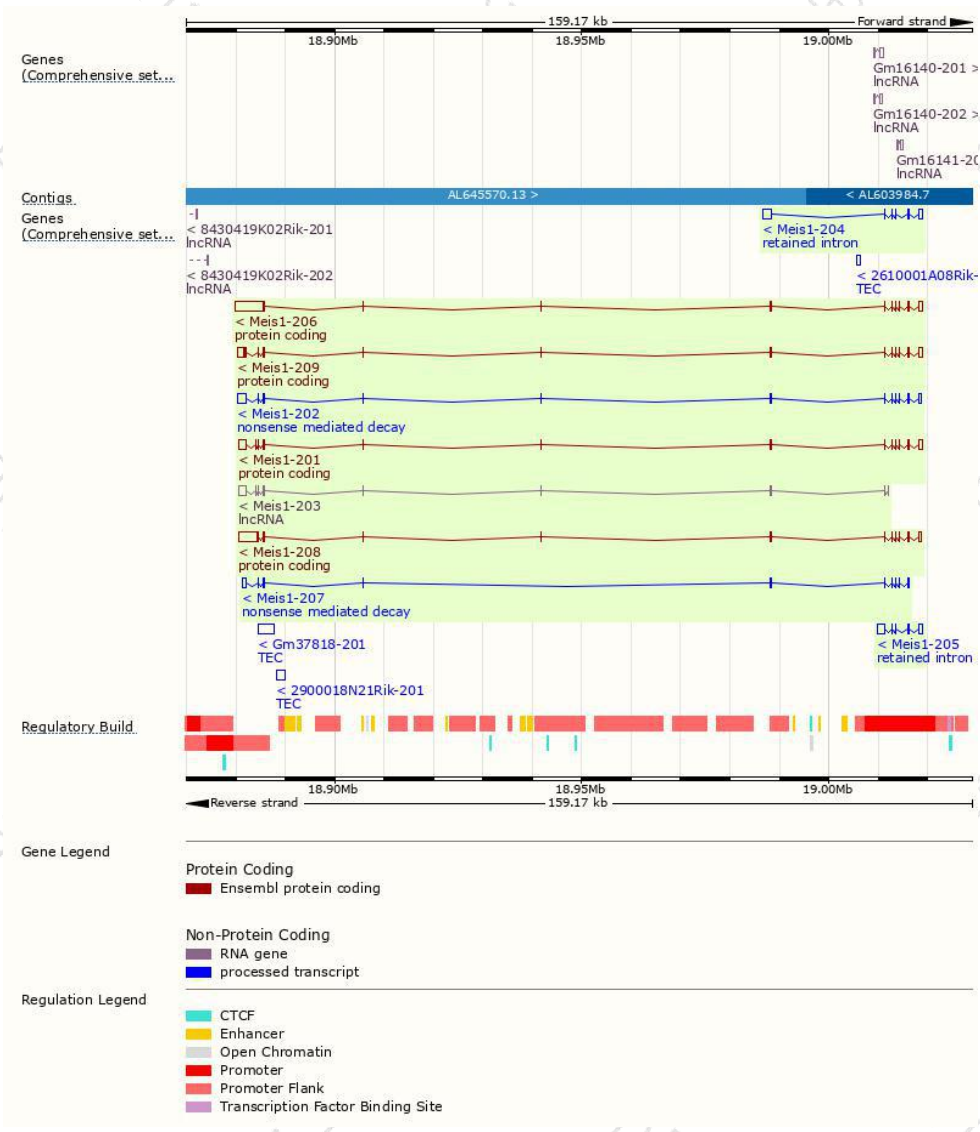 159.17 kb
Forward strand
18.90Mb
18.95Mb
19.00Mb
Genes
(Comprehensive set...
Gm16140-201 >
lncRNA
Gm16140-202 >
lncRNA
Gm16141-20
lncRNA
Contigs
AL645570.13 >
< AL603984.7
Genes
(Comprehensive set...
< 8430419K02Rik-201
lncRNA
< Meis1-204
retained intron
< 8430419K02Rik-202
lncRNA
< 2610001A08Rik-
TEC
< Meis1-206
protein coding
< Meis1-209
protein coding
< Meis1-202
nonsense mediated decay
< Meis1-201
protein coding
< Meis1-203
lncRNA
< Meis1-208
protein coding
< Meis1-207
nonsense mediated decay
< Gm37818-201
TEC
< Meis1-205
retained intron
< 2900018N21Rik-201
TEC
Regulatory Build
18.90Mb
18.95Mb
19.00Mb
Reverse strand
159.17 kb
Gene Legend
Protein Coding
Ensembl protein coding
Non-Protein Coding
RNA gene
processed transcript
Regulation Legend
CTCF
Enhancer
Open Chromatin
Promoter
Promoter Flank
Transcription Factor Binding Site